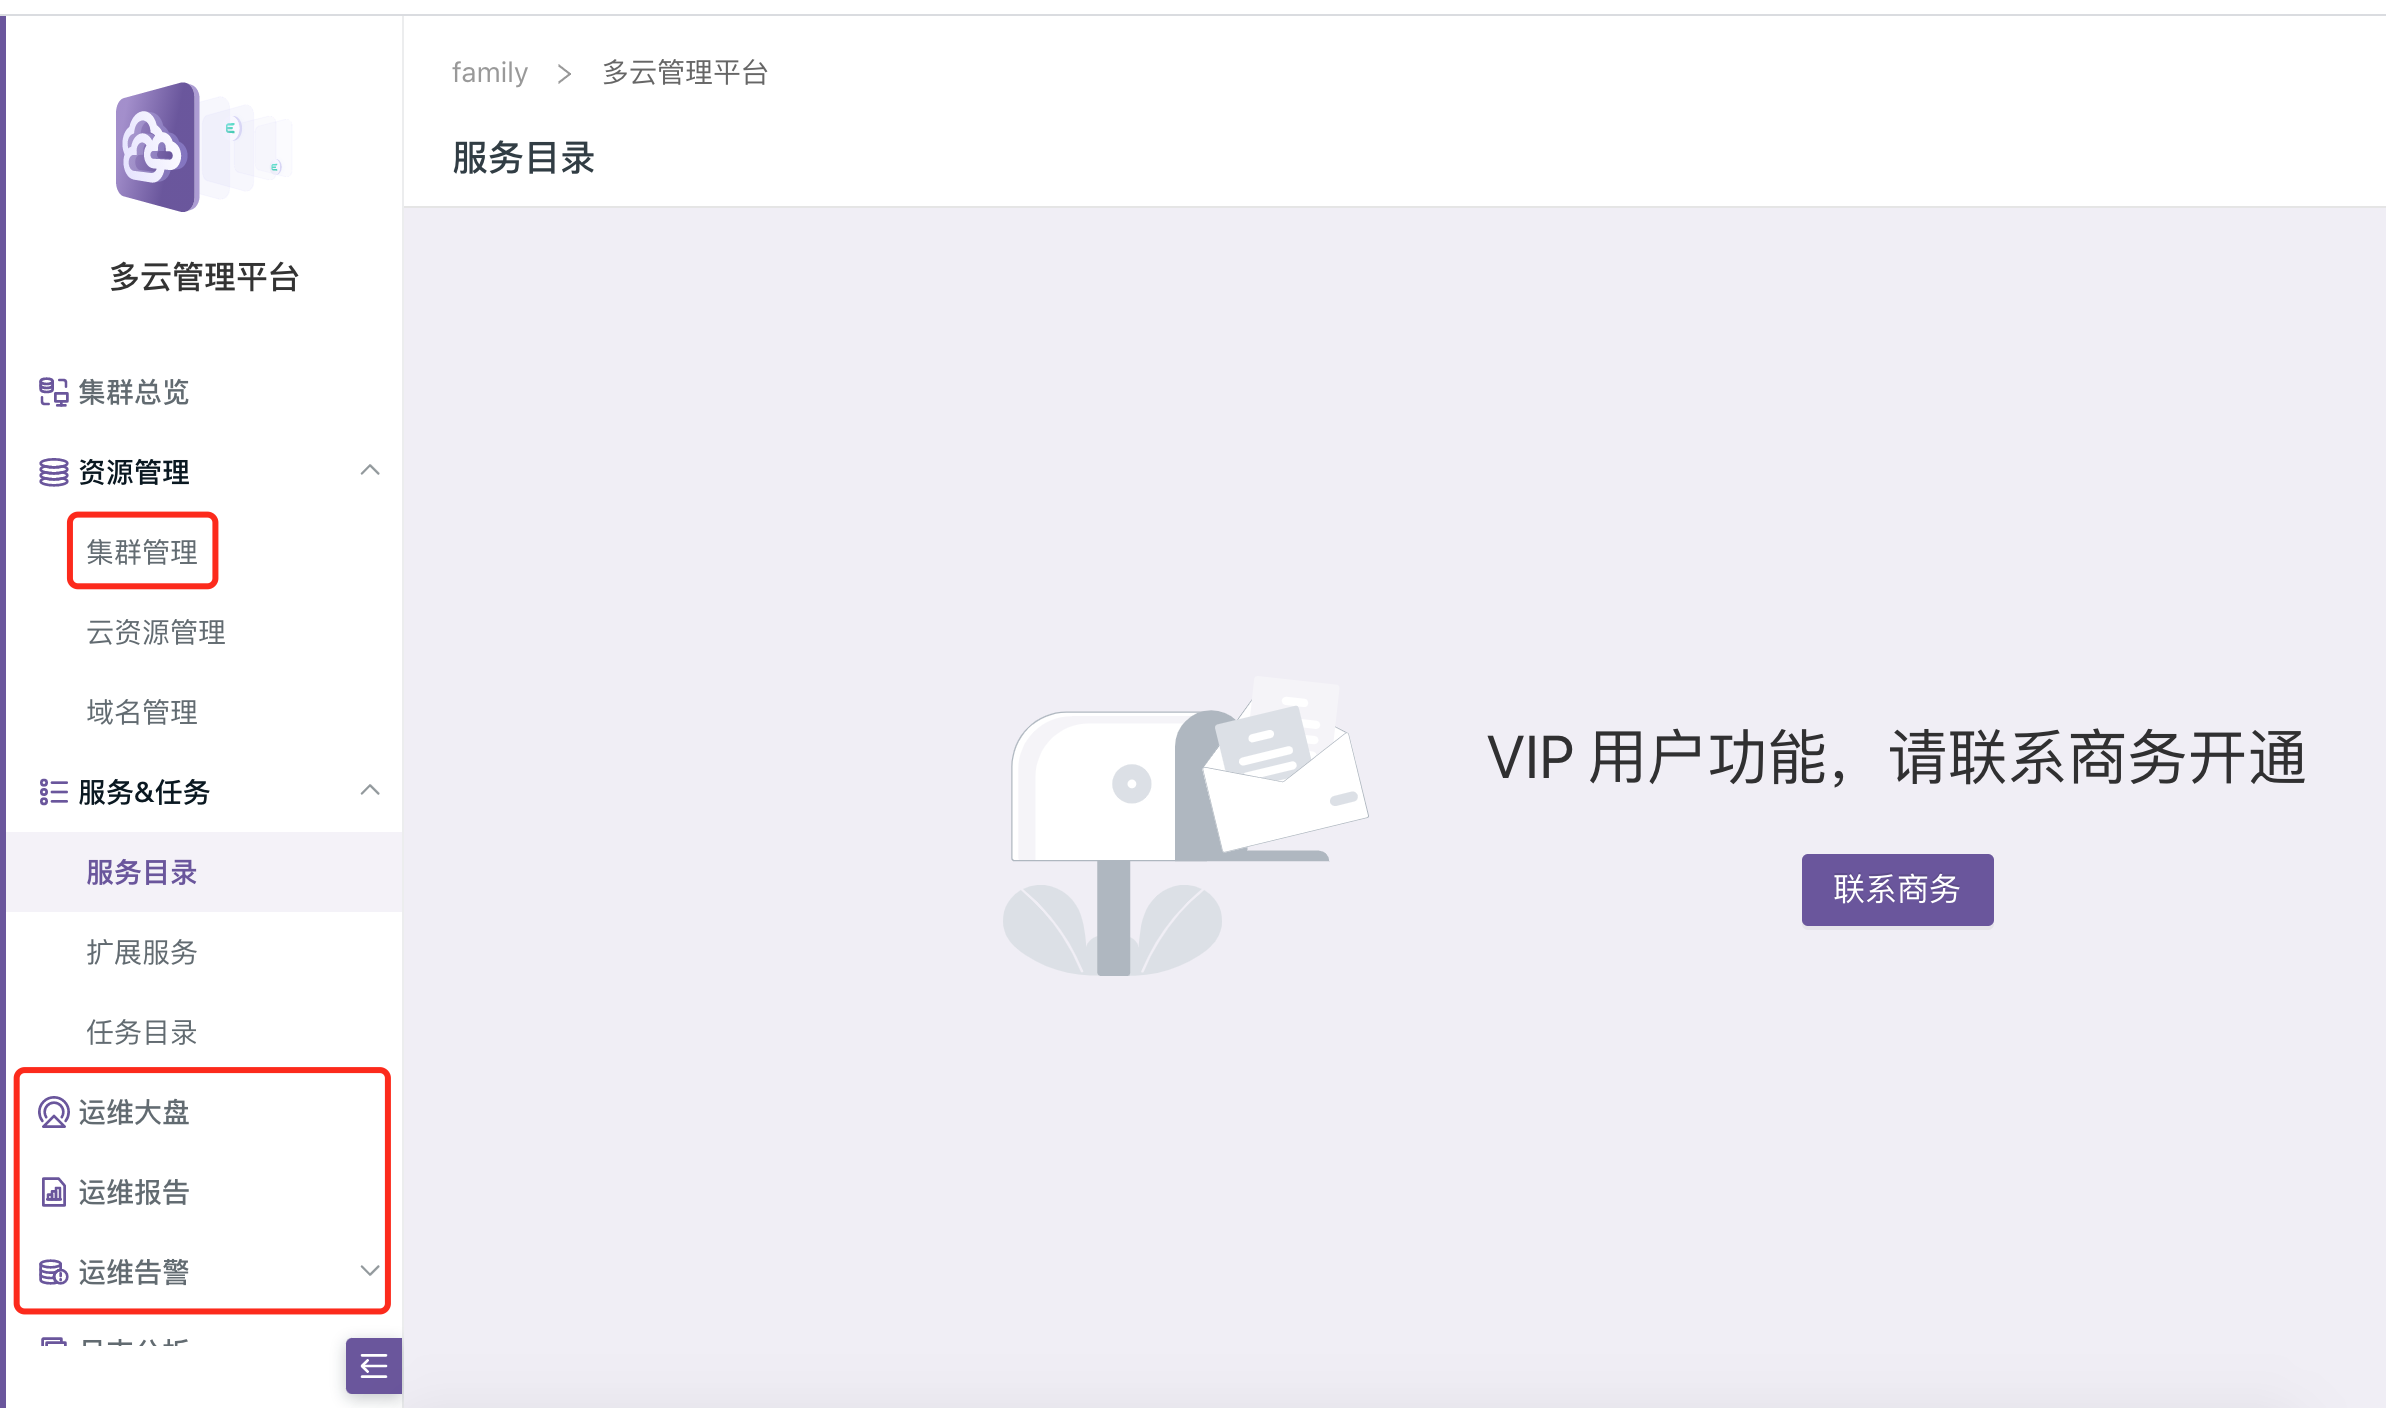 family > 多云管理平台
服务目录
多云管理平台
集群总览
资源管理
集群管理
云资源管理
域名管理
服务&任务
服务目录
扩展服务
任务目录
运维大盘
运维报告
运维告警
VIP 用户功能，请联系商务开通
联系商务